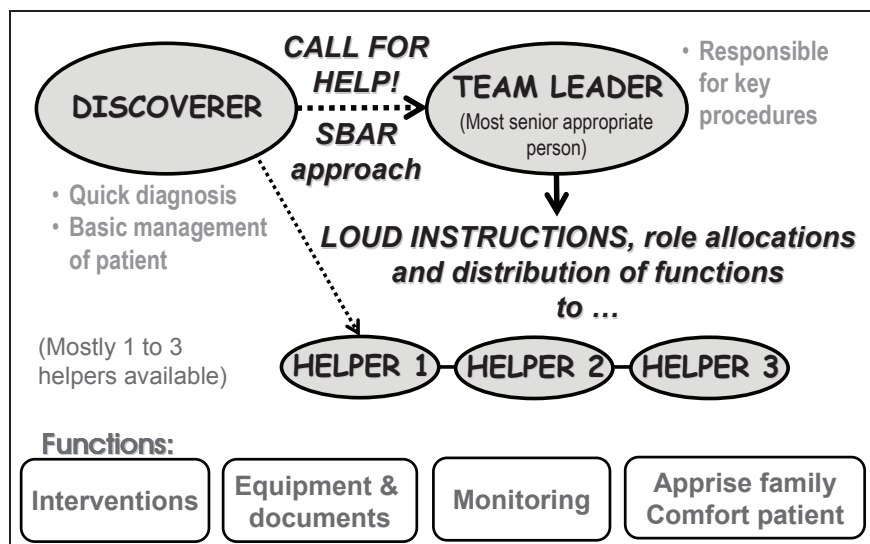 CALL FOR
HELP!
DISCOVERER
SBAR
approach
TEAM LEADER
(Most senior appropriate
person)
• Responsible
for key
procedures
• Quick diagnosis
• Basic management
of patient
LOUD INSTRUCTIONS, role allocations
and distribution of functions
to ...
(Mostly 1 to 3
helpers available)
HELPER 1
HELPER 2
HELPER 3
Functions:
Interventions
Equipment &
documents
Monitoring
Apprise family
Comfort patient